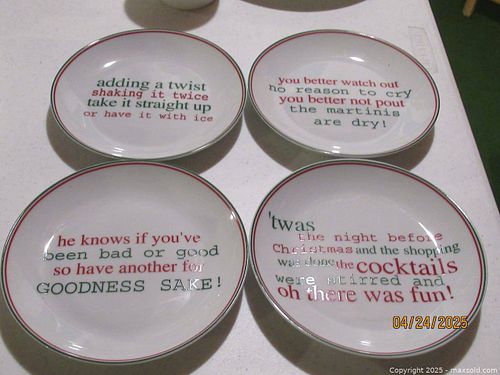 adding a twist
shaking it twice
take it straight up
or have it with ice
you better watch out
no reason to cry
you better not pout
the martinis
are dry!
he knows if you've
been bad or good
so have another for
GOODNESS SAKE!
'twas
the night before
Christmas and the shopping
was done the cocktails
were stirred and
oh there was fun!
04/24/2025
Copyright 2025 - maxsold.com